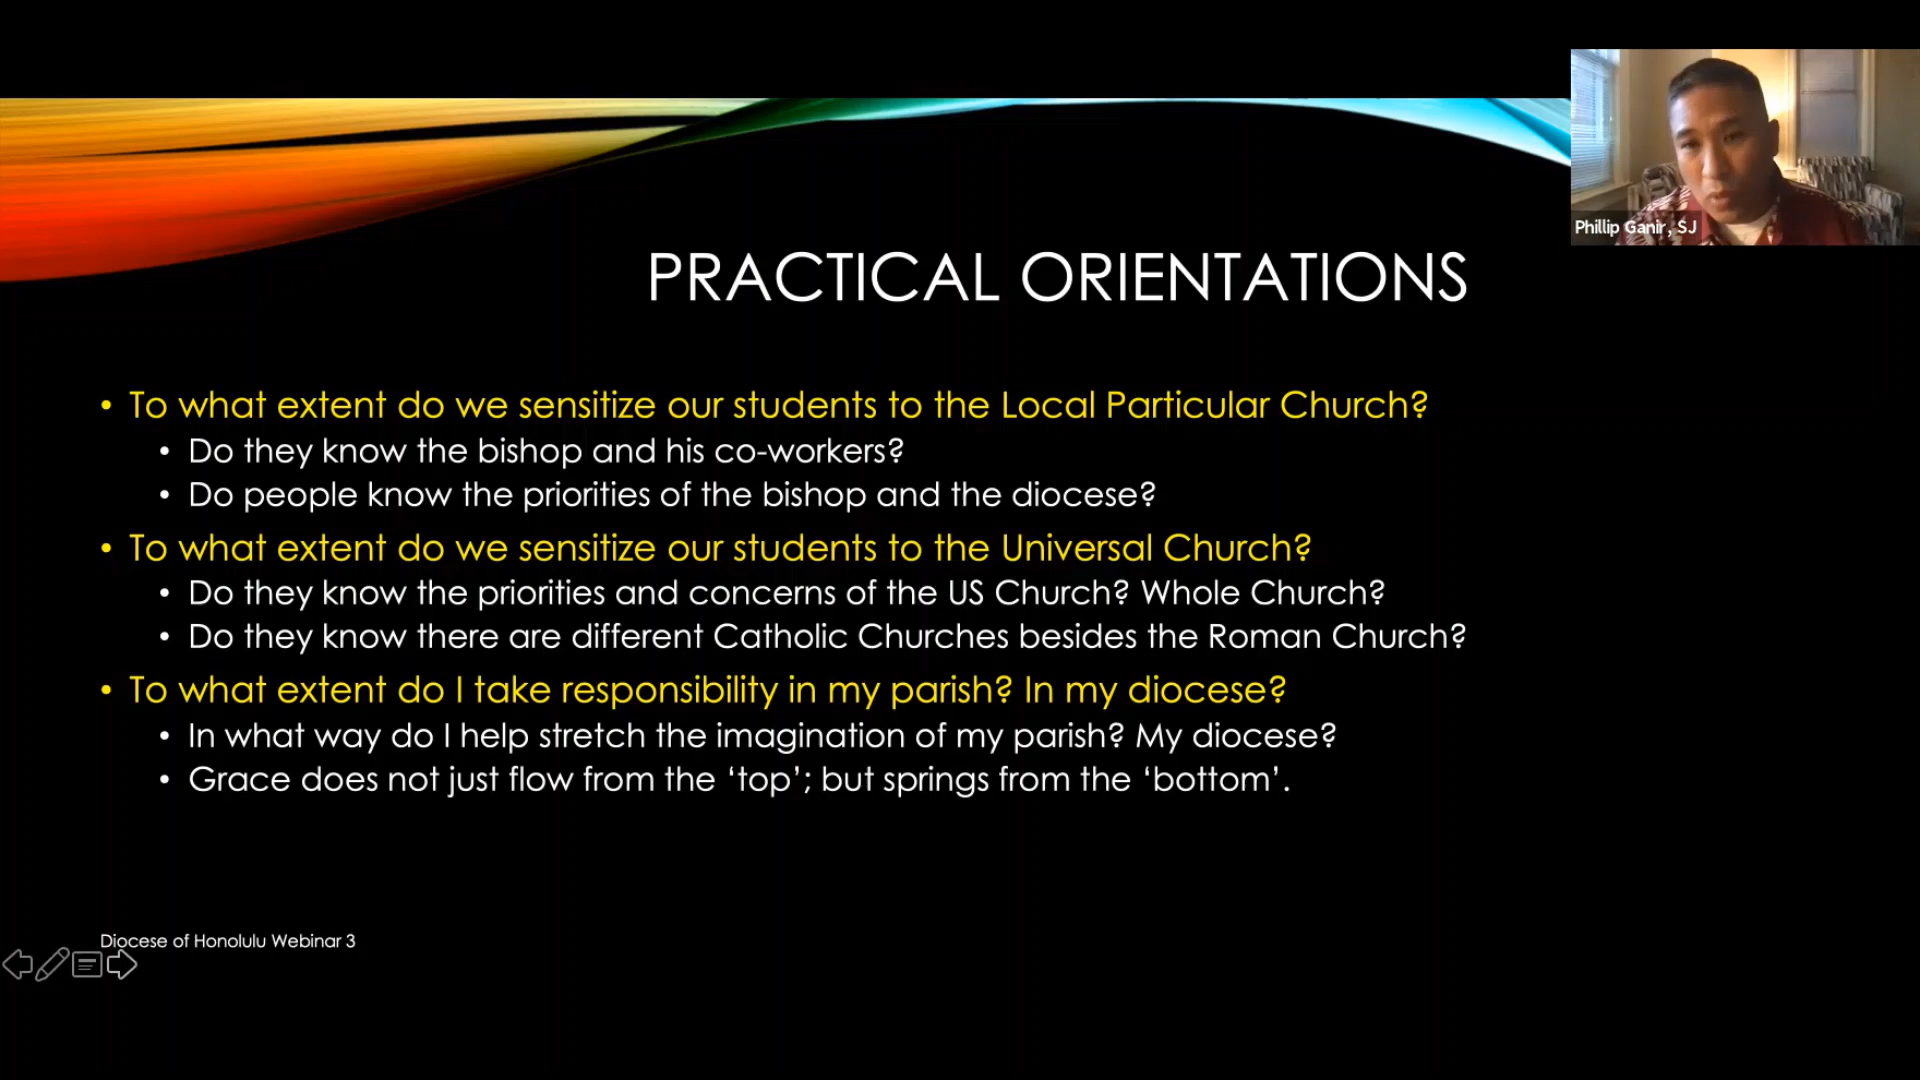 Phillip Ganir, SJ
PRACTICAL ORIENTATIONS
• To what extent do we sensitize our students to the Local Particular Church?
• Do they know the bishop and his co-workers?
• Do people know the priorities of the bishop and the diocese?
• To what extent do we sensitize our students to the Universal Church?
• Do they know the priorities and concerns of the US Church? Whole Church?
• Do they know there are different Catholic Churches besides the Roman Church?
• To what extent do I take responsibility in my parish? In my diocese?
• In what way do I help stretch the imagination of my parish? My diocese?
• Grace does not just flow from the ‘top’; but springs from the ‘bottom’.
Diocese of Honolulu Webinar 3